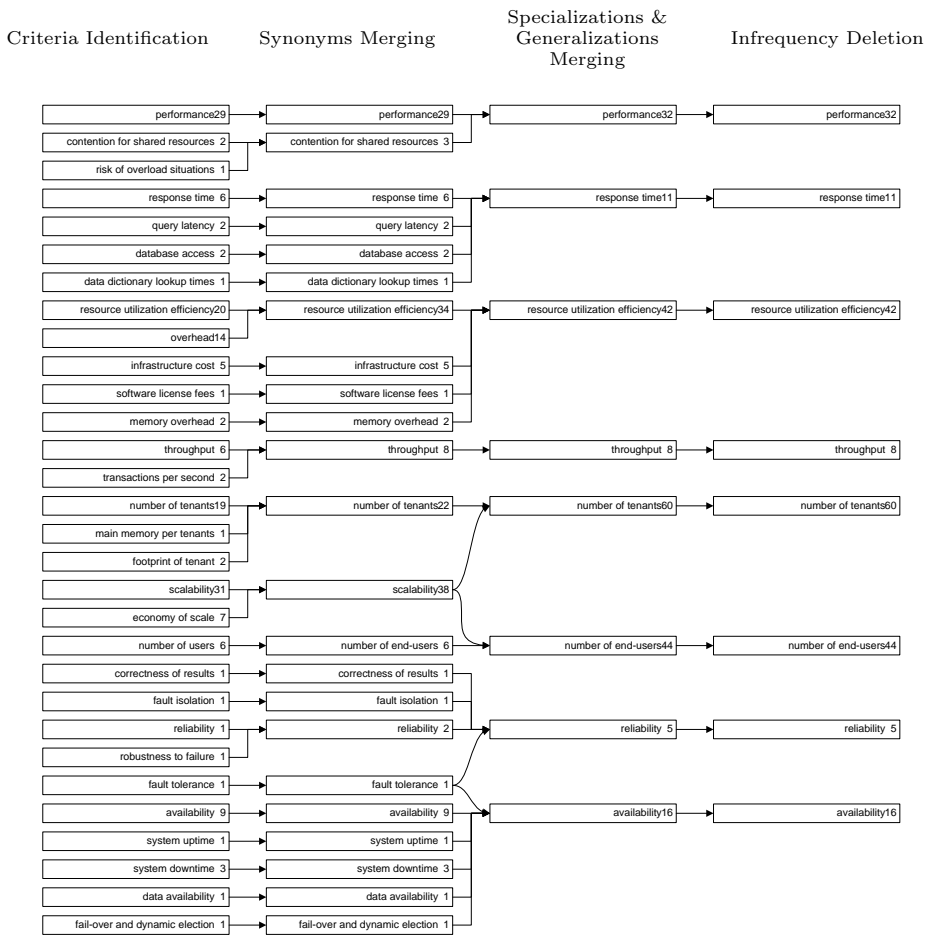 Criteria Identification
Synonyms Merging
Specializations &
Generalizations
Merging
Infrequency Deletion
performance29
performance29
performance32
performance32
contention for shared resources 2
contention for shared resources 3
risk of overload situations 1
response time 6
response time 6
response time11
response time11
query latency 2
query latency 2
database access 2
database access 2
data dictionary lookup times 1
data dictionary lookup times 1
resource utilization efficiency20
resource utilization efficiency34
resource utilization efficiency42
resource utilization efficiency42
overhead14
infrastructure cost 5
infrastructure cost 5
software license fees 1
software license fees 1
memory overhead 2
memory overhead 2
throughput 6
throughput 8
throughput 8
throughput 8
transactions per second 2
number of tenants19
number of tenants22
number of tenants60
number of tenants60
main memory per tenants 1
footprint of tenant 2
scalability31
scalability38
economy of scale 7
number of users 6
number of end-users 6
number of end-users44
number of end-users44
correctness of results 1
correctness of results 1
fault isolation 1
fault isolation 1
reliability 1
reliability 2
reliability 5
reliability 5
robustness to failure 1
fault tolerance 1
fault tolerance 1
availability 9
availability 9
availability16
availability16
system uptime 1
system uptime 1
system downtime 3
system downtime 3
data availability 1
data availability 1
fail-over and dynamic election 1
fail-over and dynamic election 1